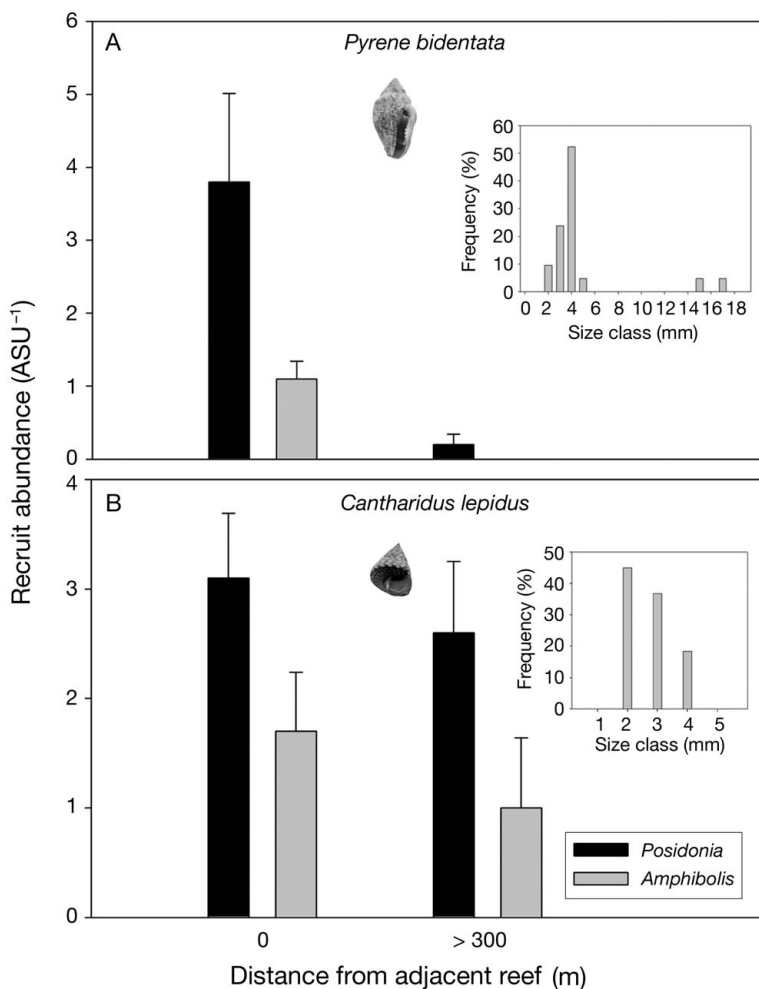 A
Pyrene bidentata
6
5
4
3
2
1
0
Frequency (%)
60
50
40
30
20
10
0
0 2 4 6 8 10 12 14 16 18
Size class (mm)
Recruit abundance (ASU⁻¹)
B
Cantharidus lepidus
4
3
2
1
0
Frequency (%)
50
40
30
20
10
0
1 2 3 4 5
Size class (mm)
Posidonia
Amphibolis
0 > 300
Distance from adjacent reef (m)